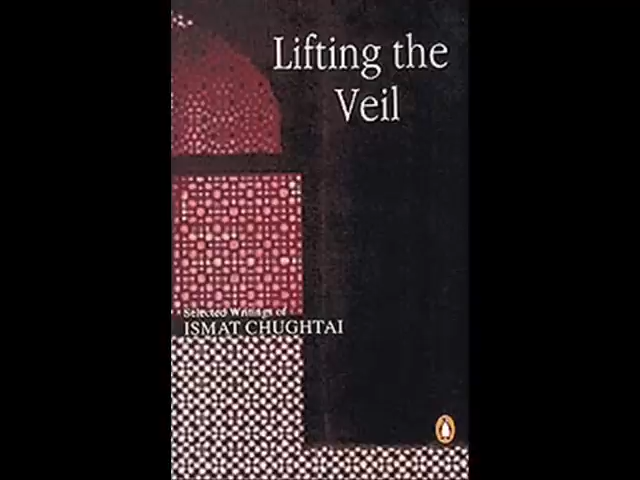 Lifting the
Veil
Selected Writings of
ISMAT CHUGHTAI